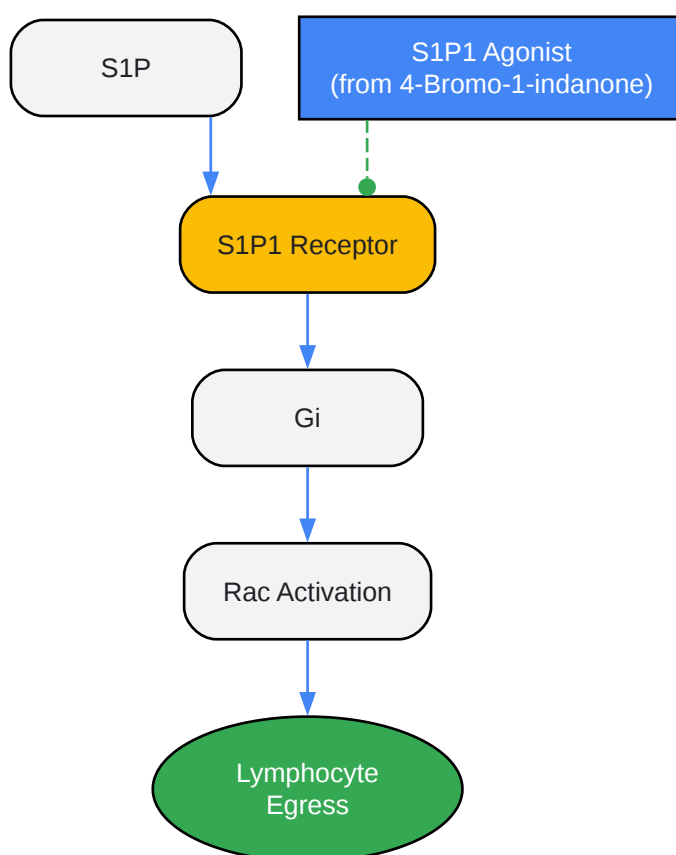 S1P
S1P1 Agonist
(from 4-Bromo-1-indanone)
S1P1 Receptor
Gi
Rac Activation
Lymphocyte
Egress